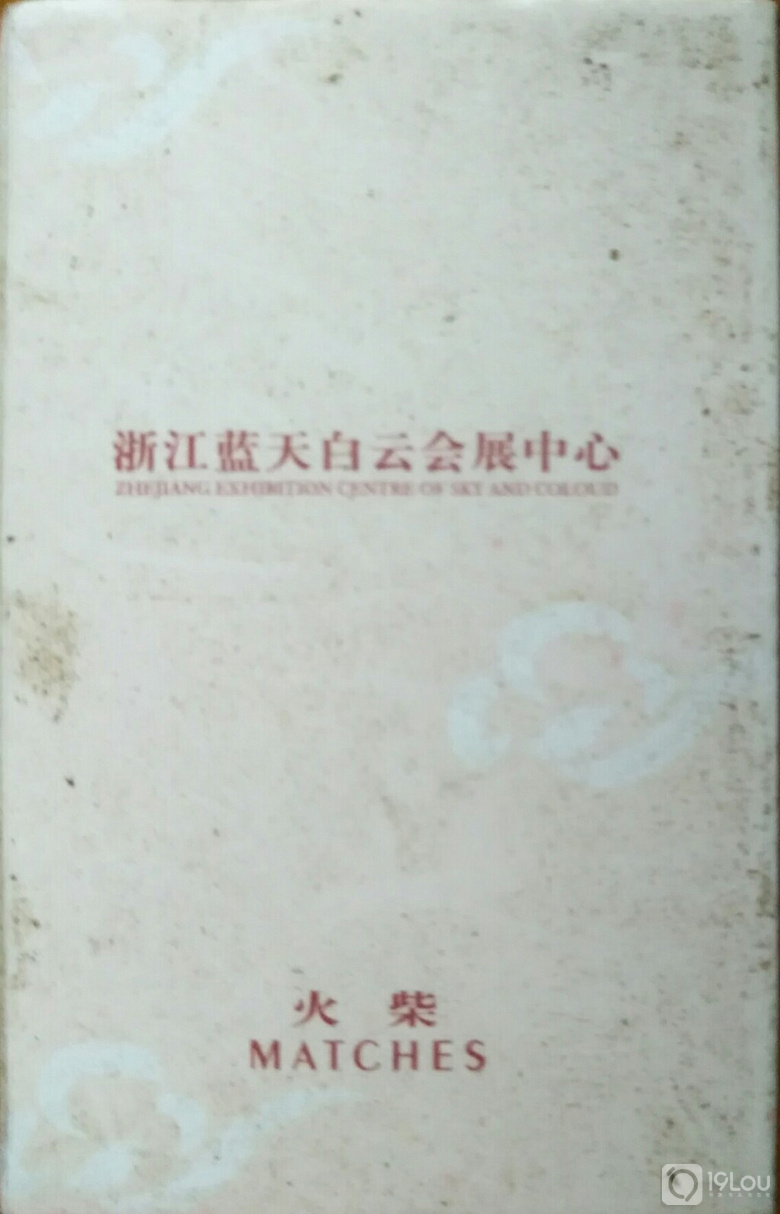 浙江蓝天白云会展中心
ZHEJIANG EXHIBITION CENTRE OF SKY AND COLOUD
火 柴
MATCHES
19Lou